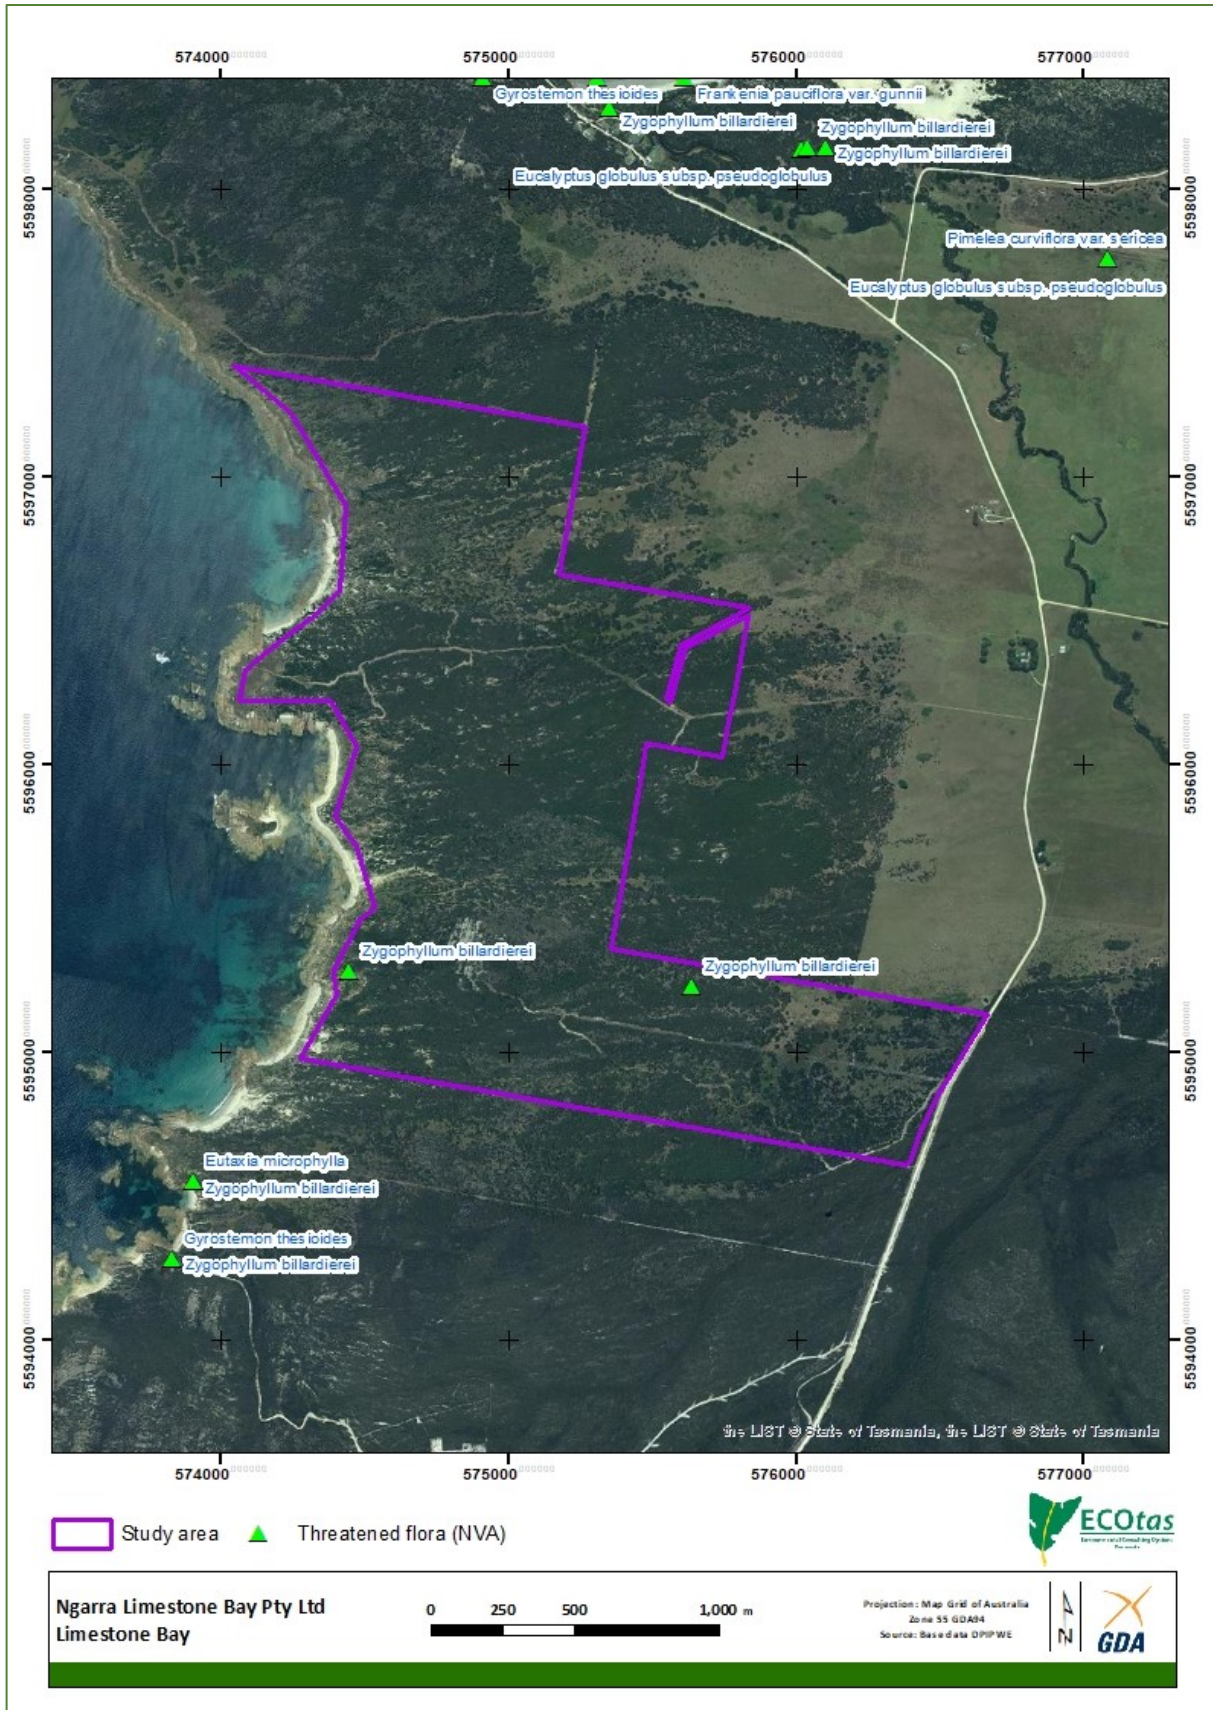 574000 575000 576000 577000
Gyrostemon thesioides
Frankenia pauciflora var. gunnii
Zygophyllum billardierei
Zygophyllum billardierei
Zygophyllum billardierei
Eucalyptus globulus subsp. pseudoglobulus
5598000
5598000
Pimelea curviflora var. sericea
Eucalyptus globulus subsp. pseudoglobulus
5597000
5597000
5596000
5596000
Zygophyllum billardierei
Zygophyllum billardierei
5595000
5595000
Eutaxia microphylla
Zygophyllum billardierei
Gyrostemon thesioides
Zygophyllum billardierei
5594000
5594000
the LIST © State of Tasmania, the LIST © State of Tasmania
574000 575000 576000 577000
Study area
Threatened flora (NVA)
ECOtas
Ngarra Limestone Bay Pty Ltd
Limestone Bay
0 250 500 1,000 m
Projection: Map Grid of Australia
Zone 55 GDA94
Source: Base data DPIPWE
N
GDA